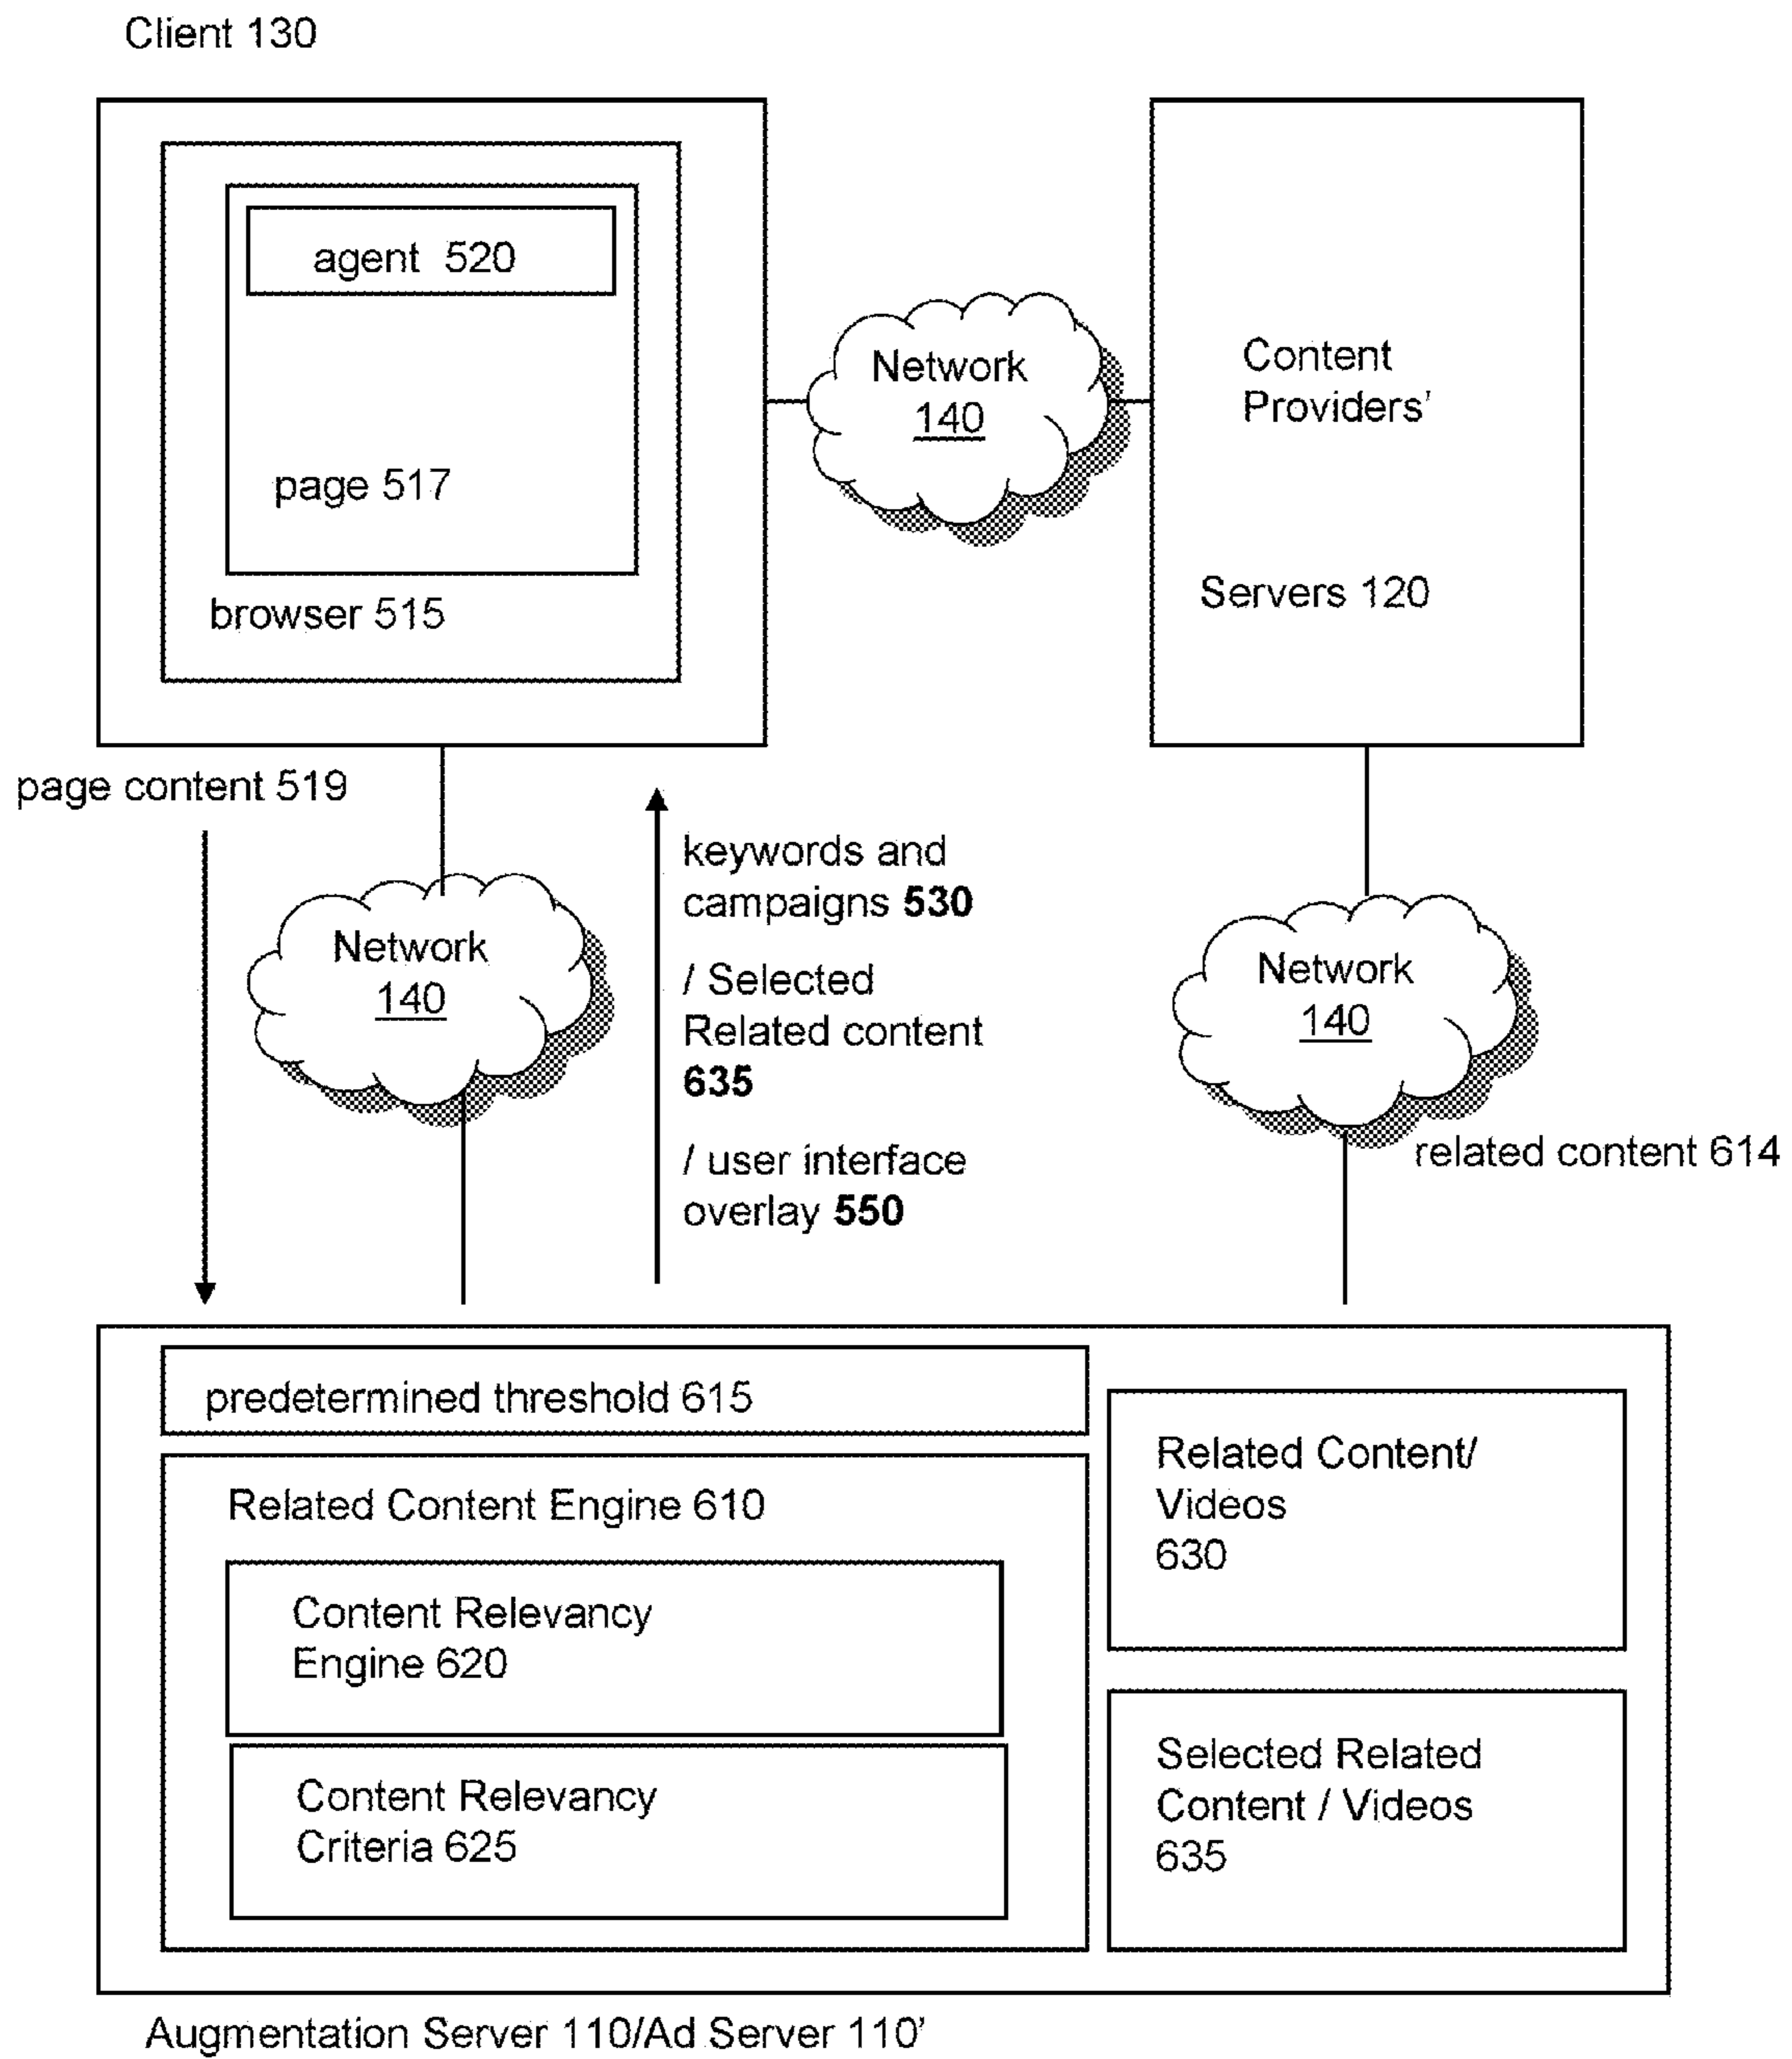 Client 130
agent 520
page 517
browser 515
Network
140
Content
Providers'
Servers 120
page content 519
Network
140
keywords and
campaigns 530
/ Selected
Related content
635
/ user interface
overlay 550
Network
140
related content 614
predetermined threshold 615
Related Content Engine 610
Content Relevancy
Engine 620
Content Relevancy
Criteria 625
Related Content/
Videos
630
Selected Related
Content / Videos
635
Augmentation Server 110/Ad Server 110'